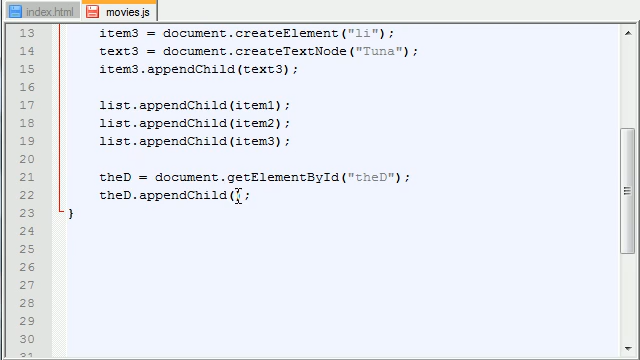 index.html movies.js
13 item3 = document.createElement("li");
14 text3 = document.createTextNode("Tuna");
15 item3.appendChild(text3);
16
17 list.appendChild(item1);
18 list.appendChild(item2);
19 list.appendChild(item3);
20
21 theD = document.getElementById("theD");
22 theD.appendChild();
23 }
24
25
26
27
28
29
30
31